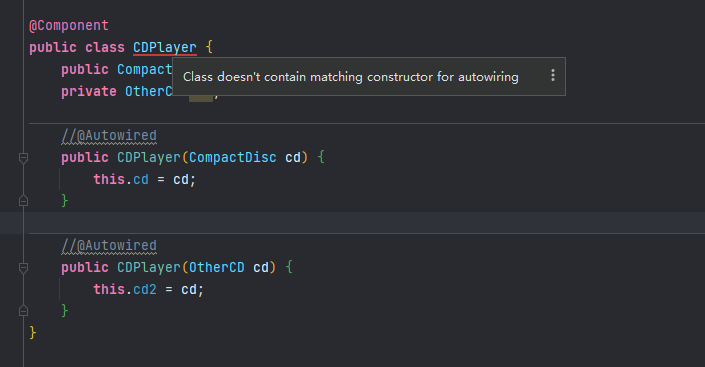 @Component
public class CDPlayer {
public Compact
private OtherC
Class doesn't contain matching constructor for autowiring
//@Autowired
public CDPlayer(CompactDisc cd) {
this.cd = cd;
}
//@Autowired
public CDPlayer(OtherCD cd) {
this.cd2 = cd;
}
}